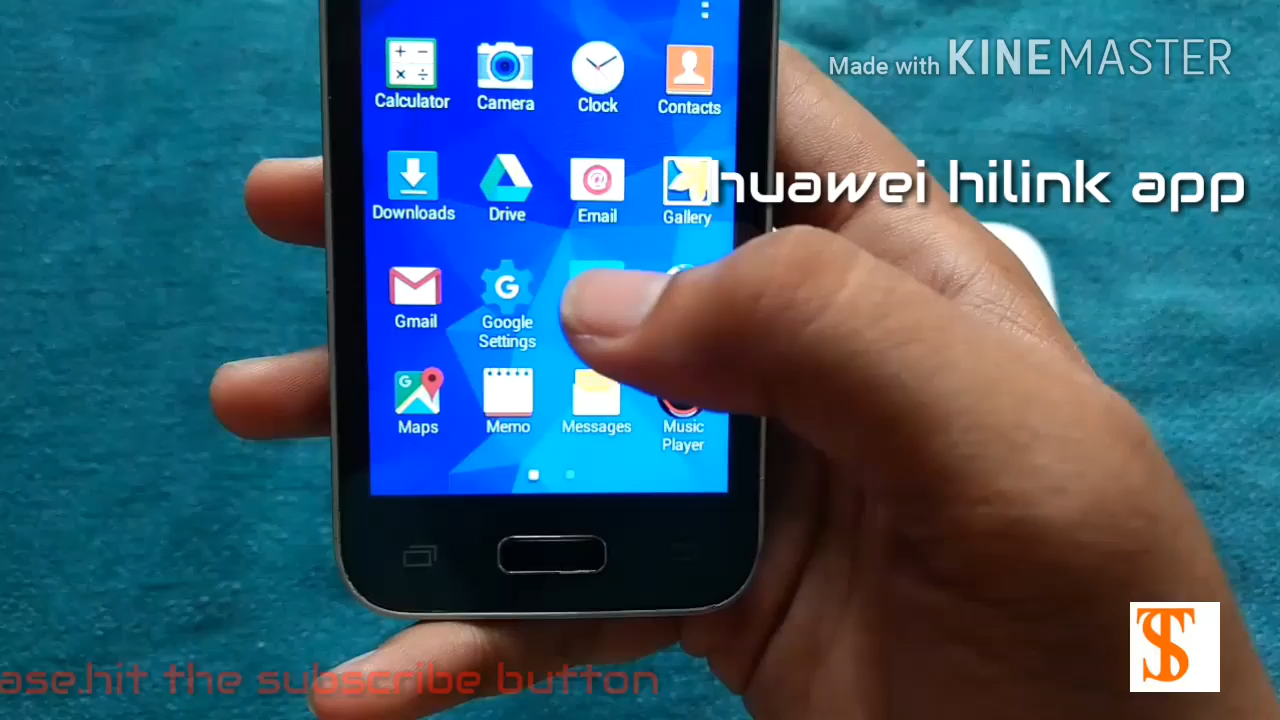 Made with KINEMASTER
Calculator
Camera
Clock
Contacts
huawei hilink app
Downloads
Drive
Email
Gallery
Gmail
Google
Settings
Maps
Memo
Messages
Music
Player
hit the subscribe button